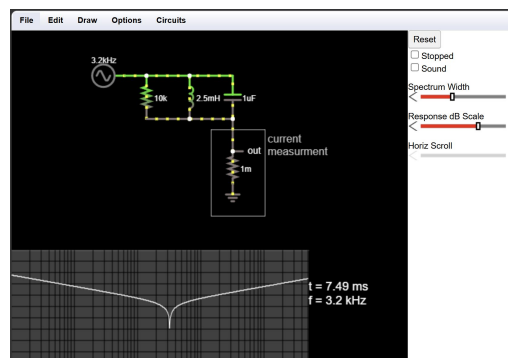 File Edit Draw Options Circuits
Reset
Stopped
Sound
Spectrum Width
Response dB Scale
Horiz Scroll
3.2kHz
10k
2.5mH
1uF
current
measurment
out
1m
t = 7.49 ms
f = 3.2 kHz